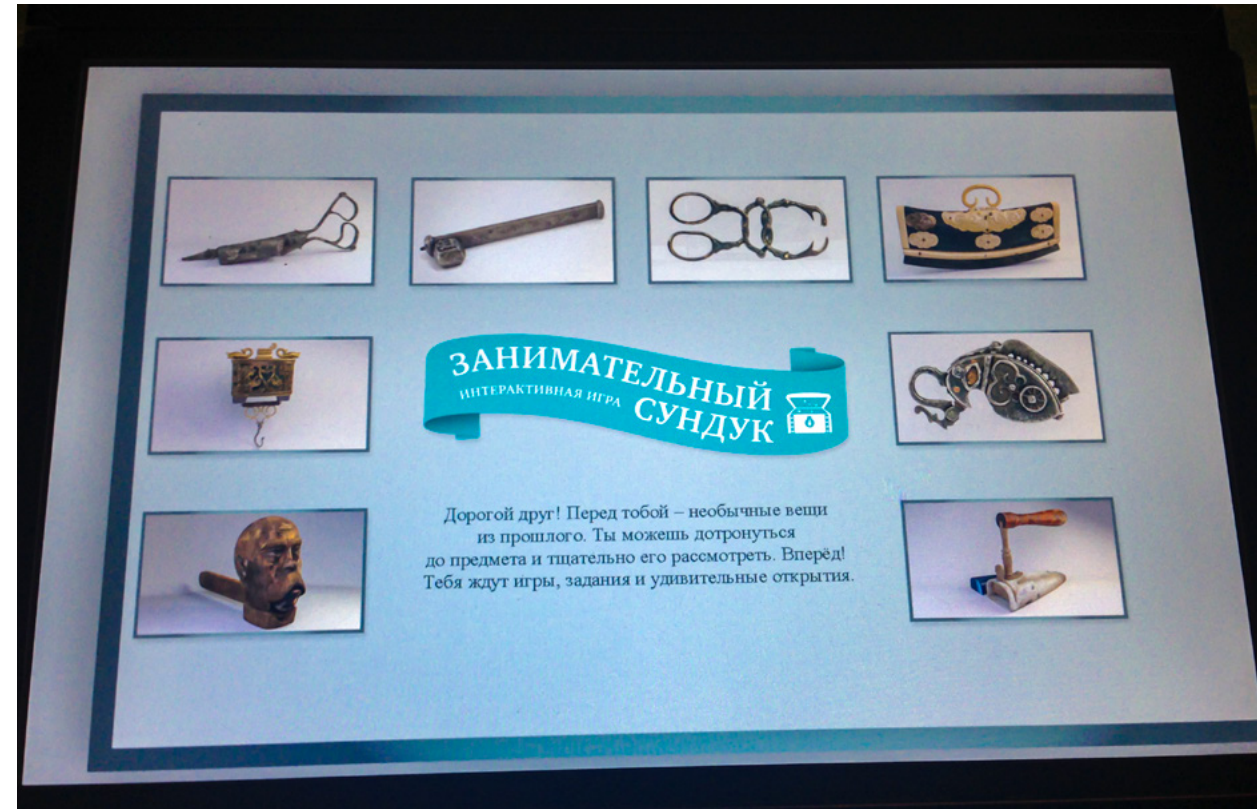 ЗАНИМАТЕЛЬНЫЙ
ИНТЕРАКТИВНАЯ ИГРА СУНДУК
Дорогой друг! Перед тобой – необычные вещи
из прошлого. Ты можешь дотронуться
до предмета и тщательно его рассмотреть. Вперёд!
Тебя ждут игры, задания и удивительные открытия.